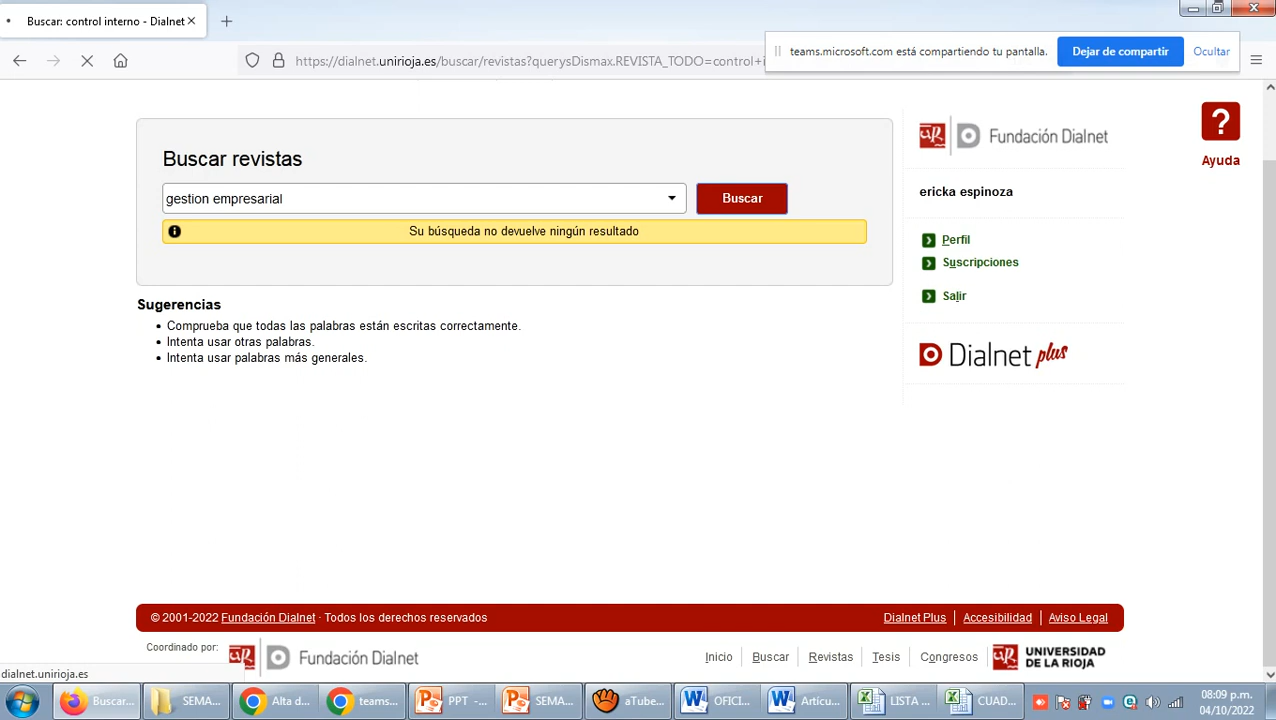 Buscar: control interno - Dialnet
teams.microsoft.com está compartiendo tu pantalla.
Dejar de compartir
Ocultar
https://dialnet.unirioja.es/buscar/revistas?querysDismax.REVISTA_TODO=control+i
UR
Fundación Dialnet
?
Ayuda
Buscar revistas
gestion empresarial
Buscar
Su búsqueda no devuelve ningún resultado
ericka espinoza
Perfil
Suscripciones
Salir
Sugerencias
Comprueba que todas las palabras están escritas correctamente.
Intenta usar otras palabras.
Intenta usar palabras más generales.
Dialnet plus
© 2001-2022 Fundación Dialnet · Todos los derechos reservados
Dialnet Plus
Accesibilidad
Aviso Legal
Coordinado por:
UR
Fundación Dialnet
Inicio
Buscar
Revistas
Tesis
Congresos
UR
UNIVERSIDAD
DE LA RIOJA
dialnet.unirioja.es
Buscar...
SEMA...
Alta d...
teams...
PPT -...
SEMA...
aTube...
OFICI...
Artícu...
LISTA ...
CUAD...
08:09 p.m.
04/10/2022